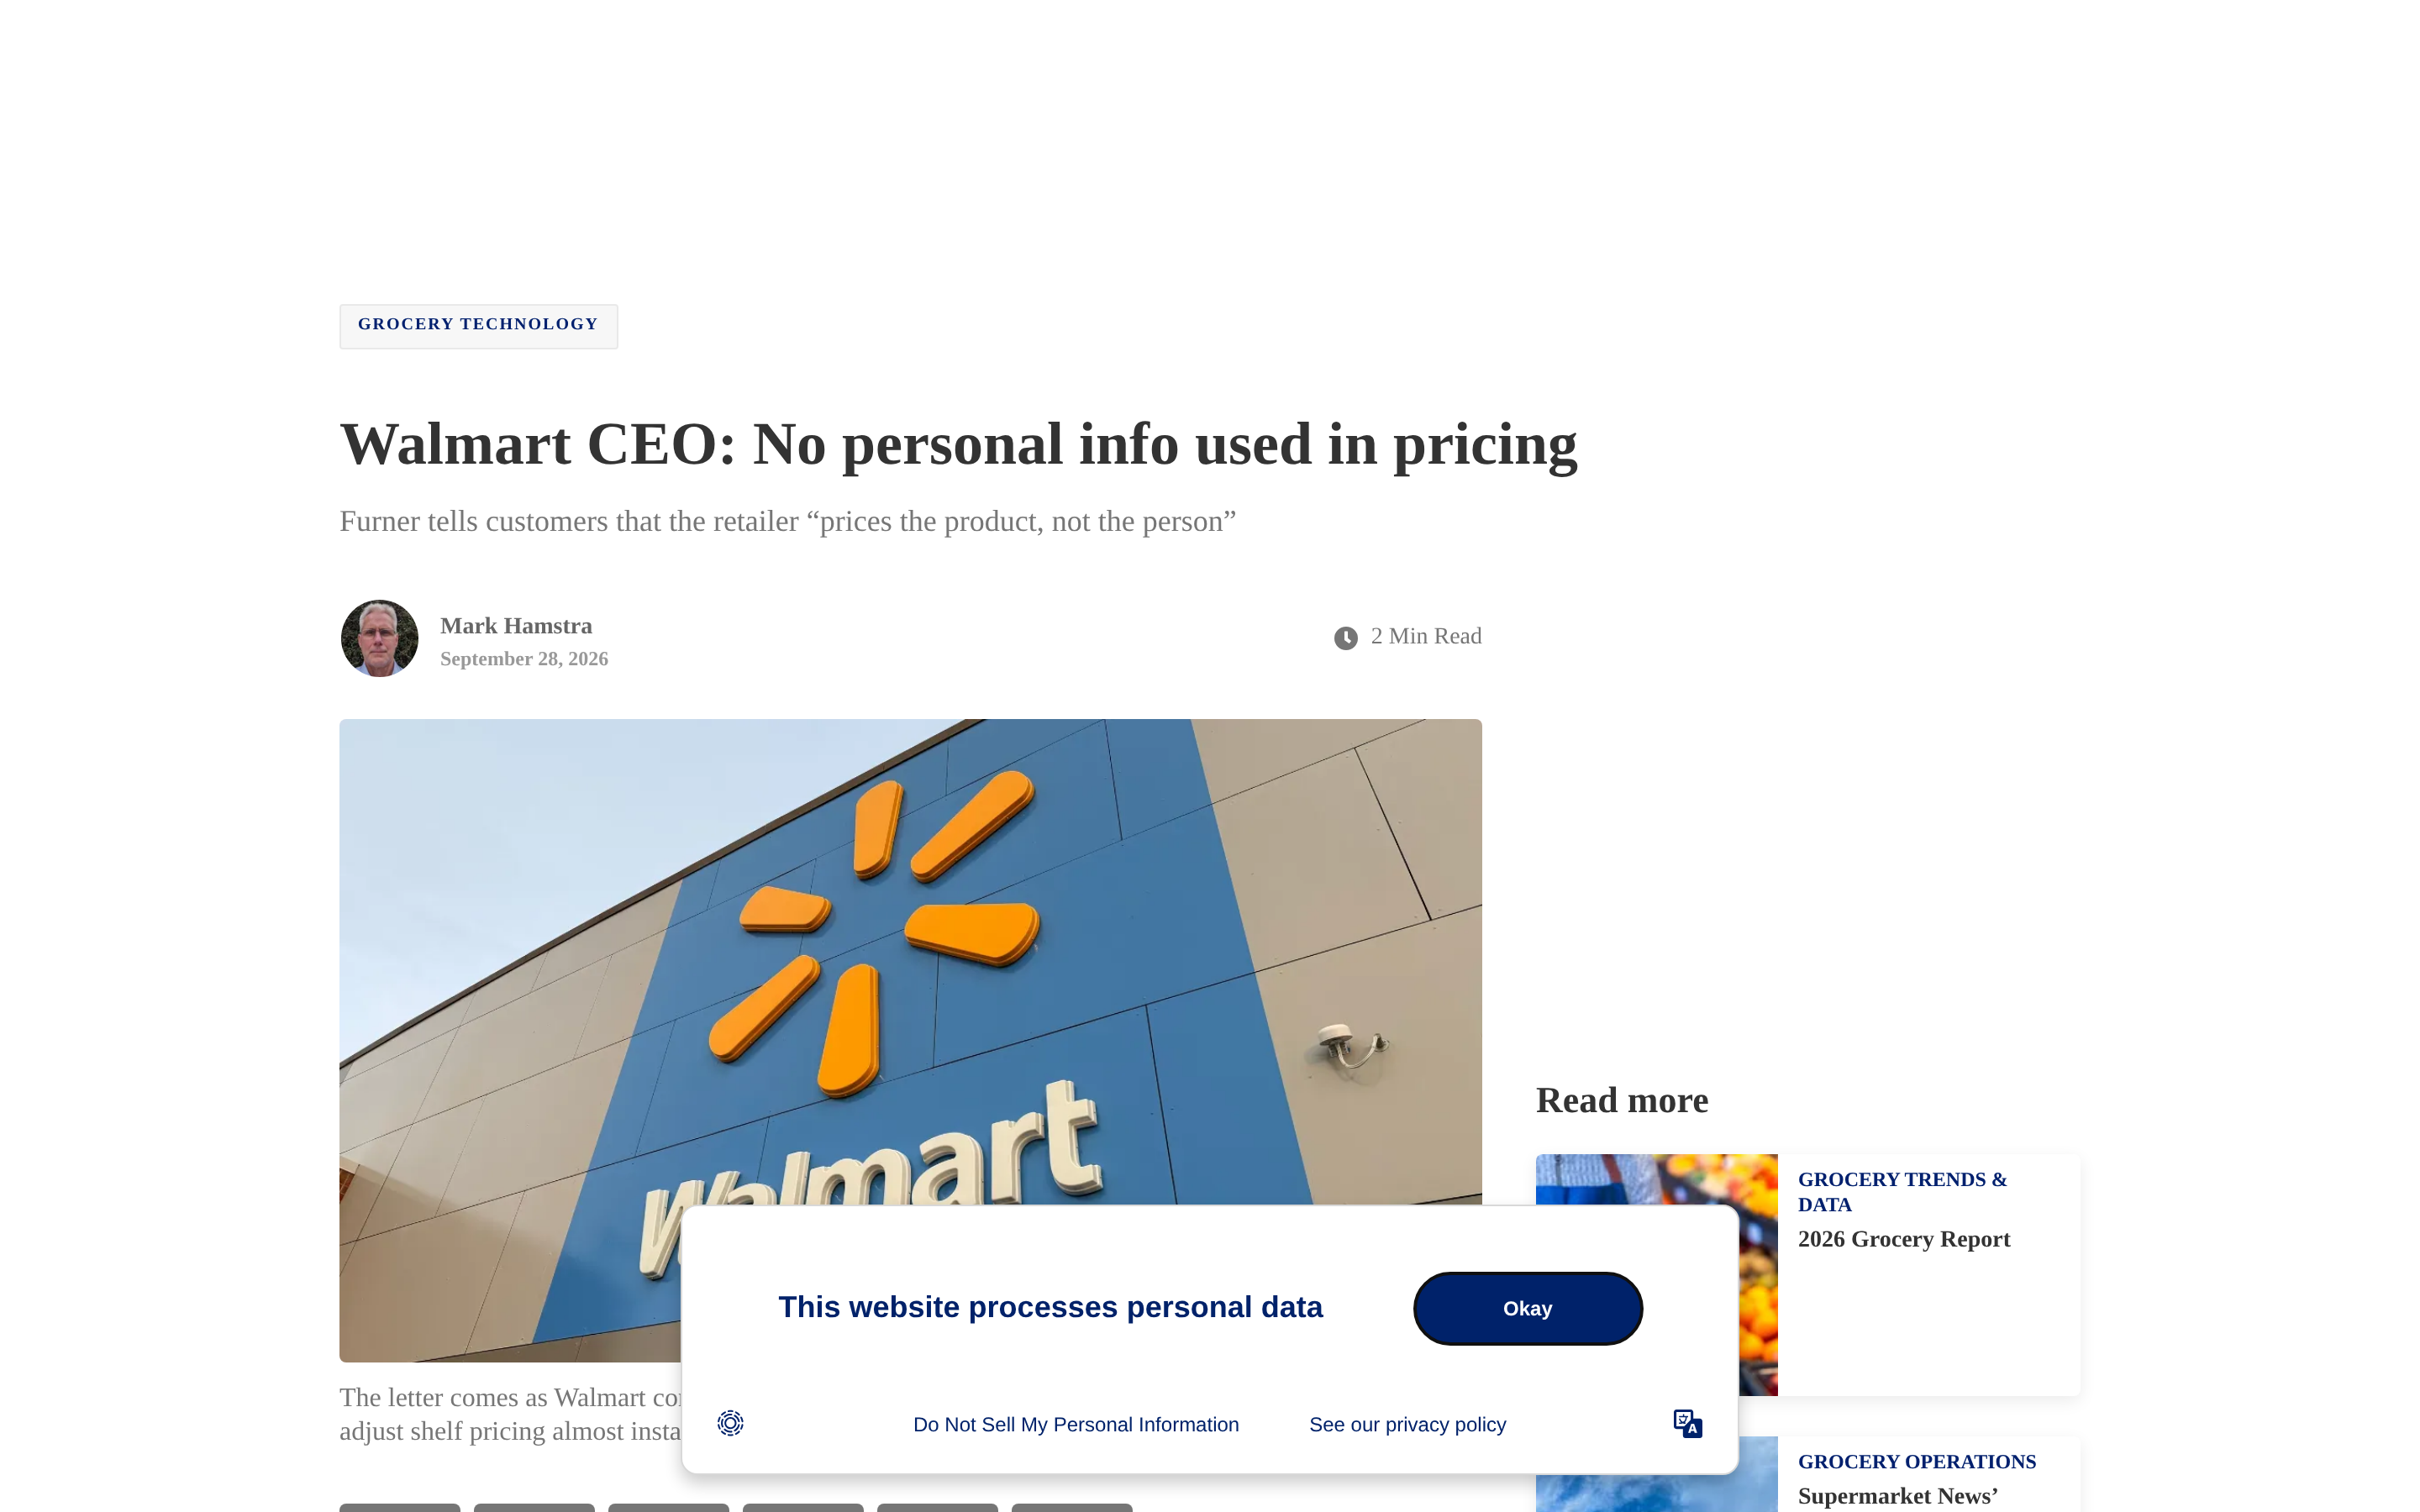 GROCERY TECHNOLOGY
Walmart CEO: No personal info used in pricing
Furner tells customers that the retailer “prices the product, not the person”
Mark Hamstra
September 28, 2026
2 Min Read
Walmart
The letter comes as Walmart
adjust shelf pricing almost
Read more
GROCERY TRENDS &
DATA
2026 Grocery Report
GROCERY OPERATIONS
Supermarket News’
This website processes personal data
Okay
Do Not Sell My Personal Information
See our privacy policy